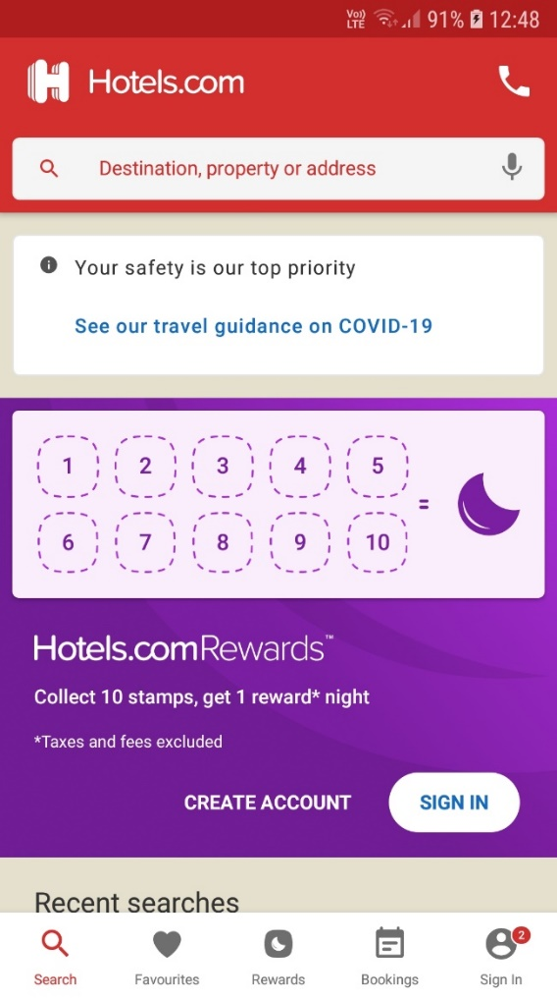 Vo)) LTE 91% 12:48
Hotels.com
Destination, property or address
Your safety is our top priority
See our travel guidance on COVID-19
1 2 3 4 5
=
6 7 8 9 10
Hotels.com Rewards™
Collect 10 stamps, get 1 reward* night
*Taxes and fees excluded
CREATE ACCOUNT SIGN IN
Recent searches
2
Search Favourites Rewards Bookings Sign In